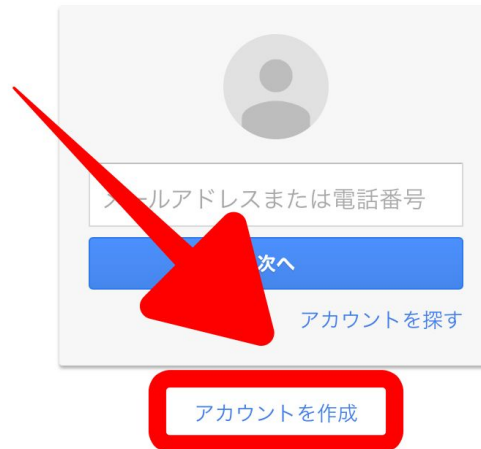 メールアドレスまたは電話番号
次へ
アカウントを探す
アカウントを作成